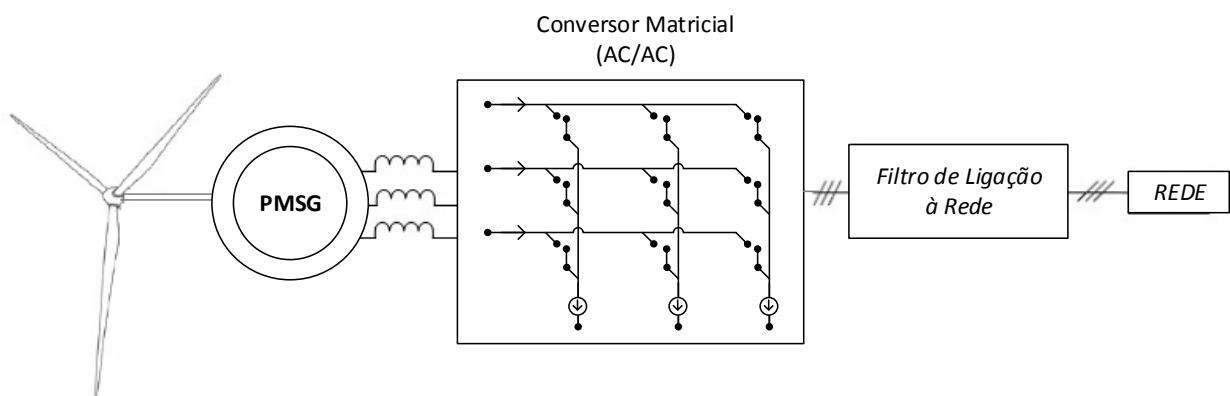 Conversor Matricial
(AC/AC)
PMSG
Filtro de Ligação
à Rede
REDE